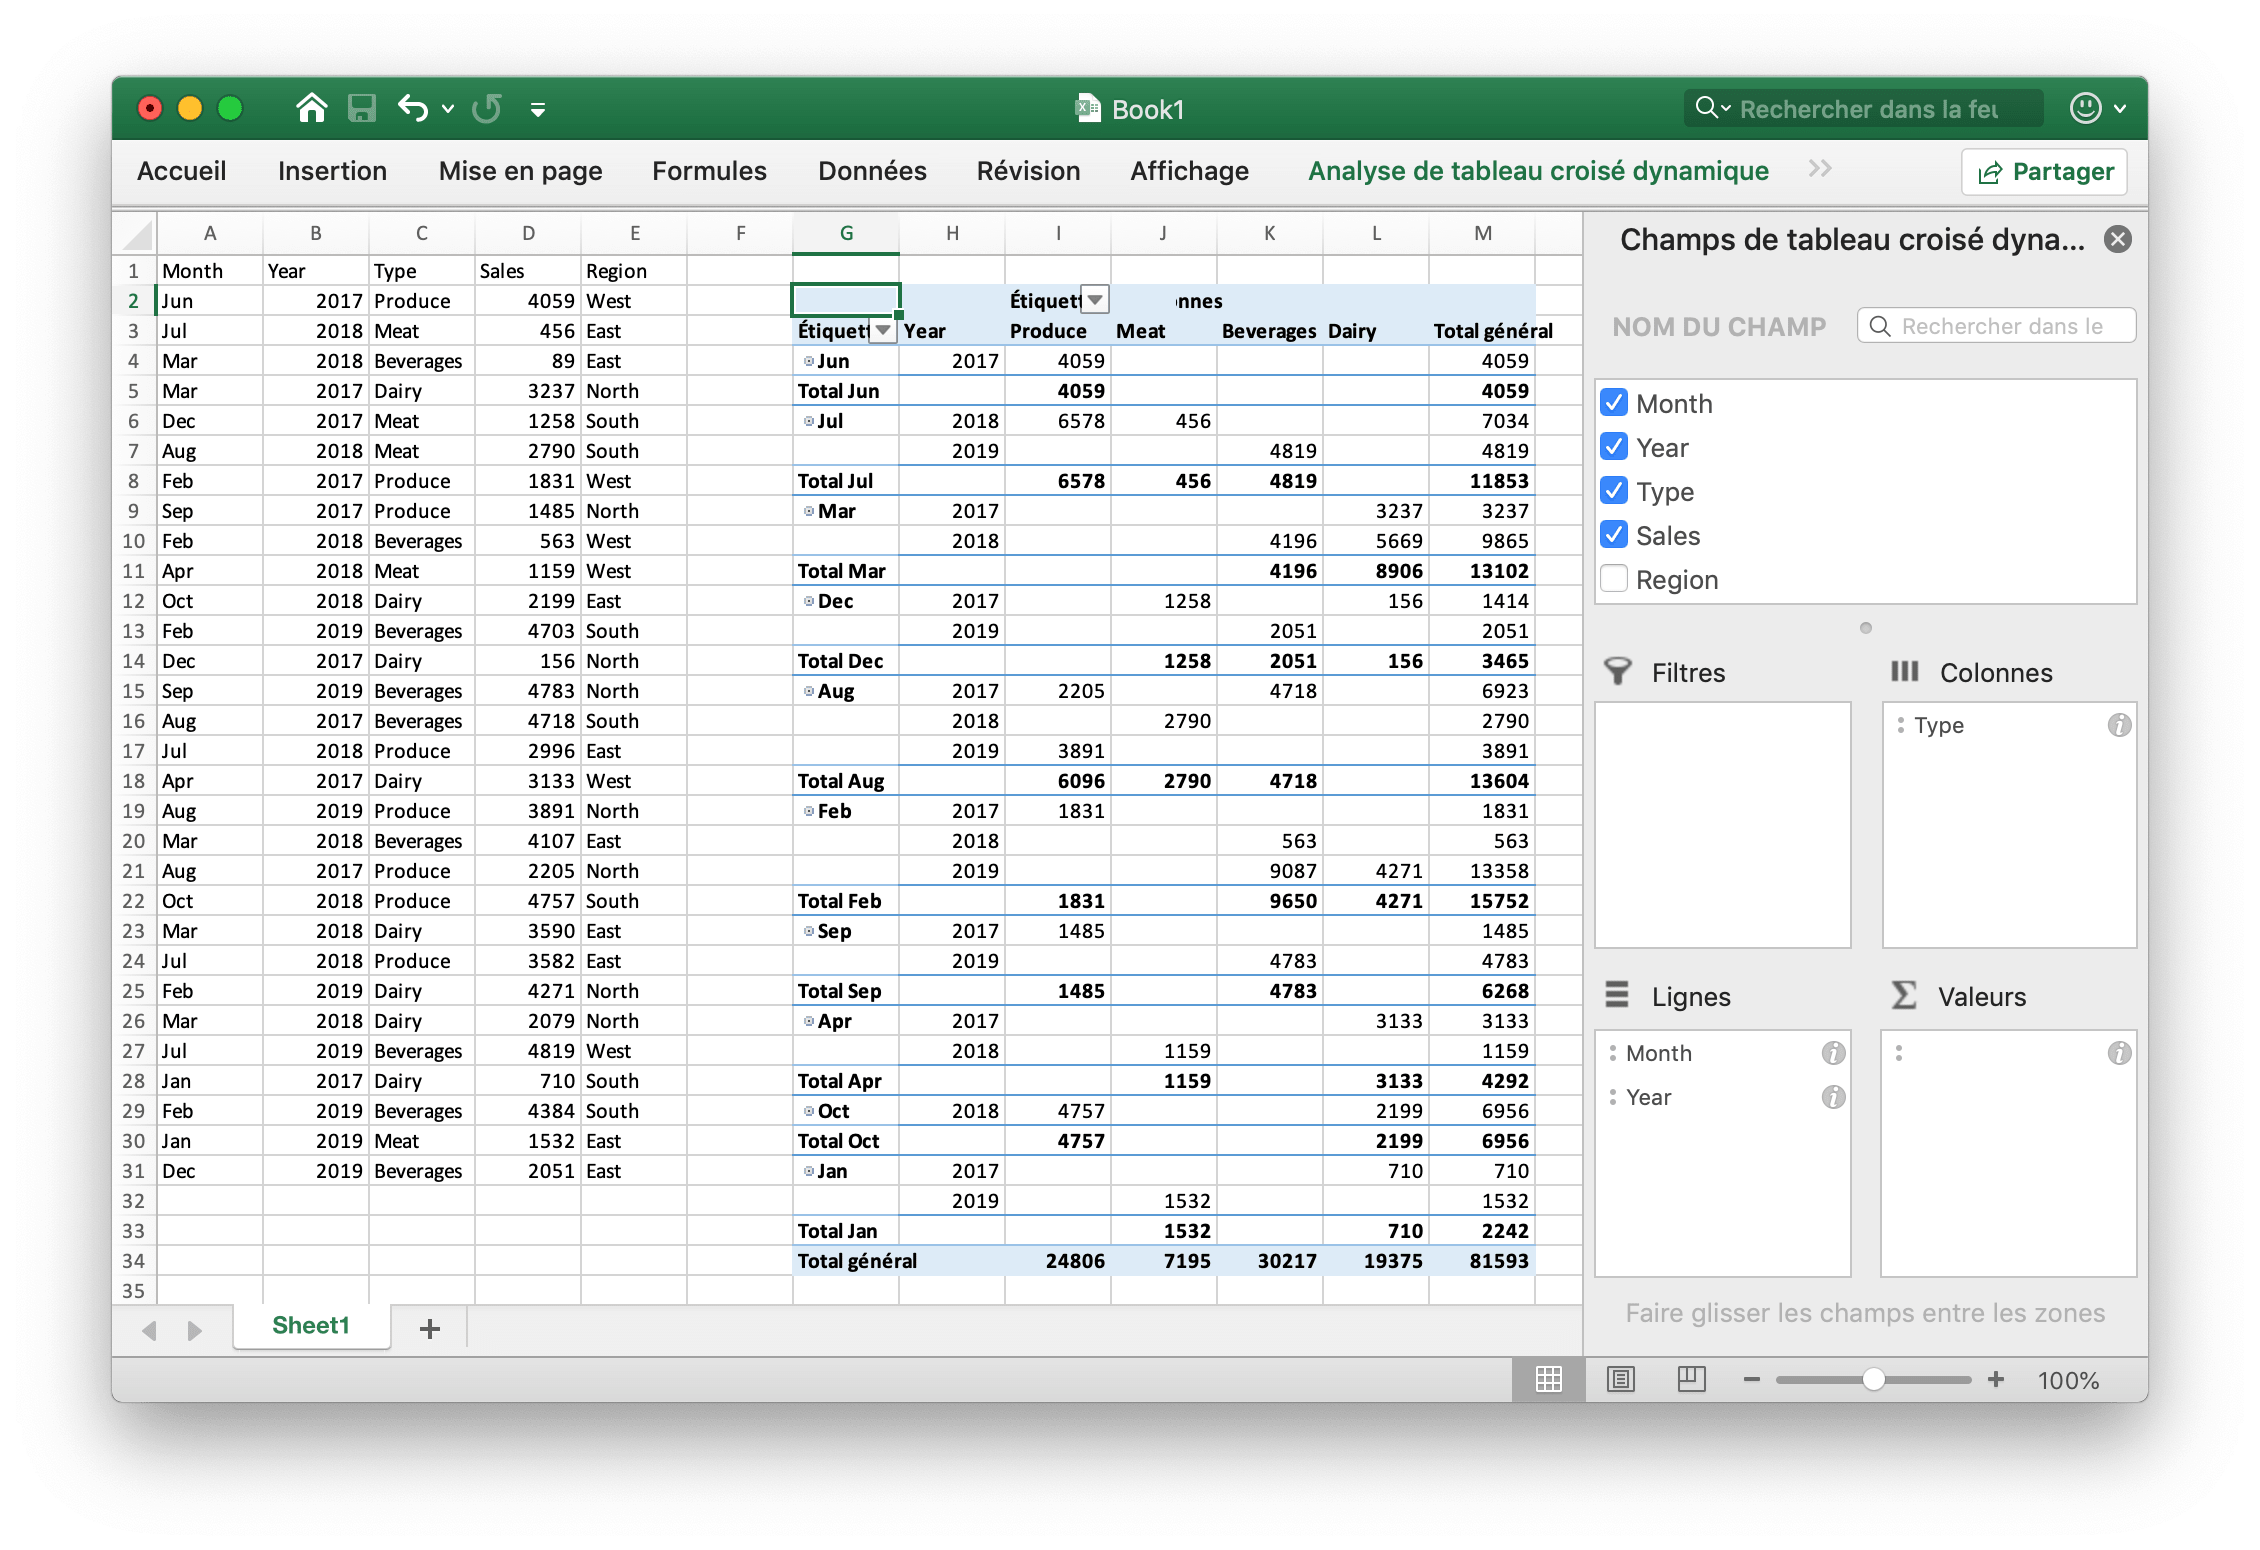 Book1
Rechercher dans la feu
Accueil Insertion Mise en page Formules Données Révision Affichage Analyse de tableau croisé dynamique Partager
A B C D E F G H I J K L M
1 Month Year Type Sales Region
2 Jun 2017 Produce 4059 West Étiquett nnes
3 Jul 2018 Meat 456 East Étiquett Year Produce Meat Beverages Dairy Total général
4 Mar 2018 Beverages 89 East Jun 2017 4059 4059
5 Mar 2017 Dairy 3237 North Total Jun 4059 4059
6 Dec 2017 Meat 1258 South Jul 2018 6578 456 7034
7 Aug 2018 Meat 2790 South 2019 4819 4819
8 Feb 2017 Produce 1831 West Total Jul 6578 456 4819 11853
9 Sep 2017 Produce 1485 North Mar 2017 3237 3237
10 Feb 2018 Beverages 563 West 2018 4196 5669 9865
11 Apr 2018 Meat 1159 West Total Mar 4196 8906 13102
12 Oct 2018 Dairy 2199 East Dec 2017 1258 156 1414
13 Feb 2019 Beverages 4703 South 2019 2051 2051
14 Dec 2017 Dairy 156 North Total Dec 1258 2051 156 3465
15 Sep 2019 Beverages 4783 North Aug 2017 2205 4718 6923
16 Aug 2017 Beverages 4718 South 2018 2790 2790
17 Jul 2018 Produce 2996 East 2019 3891 3891
18 Apr 2017 Dairy 3133 West Total Aug 6096 2790 4718 13604
19 Aug 2019 Produce 3891 North Feb 2017 1831 1831
20 Mar 2018 Beverages 4107 East 2018 563 563
21 Aug 2017 Produce 2205 North 2019 9087 4271 13358
22 Oct 2018 Produce 4757 South Total Feb 1831 9650 4271 15752
23 Mar 2018 Dairy 3590 East Sep 2017 1485 1485
24 Jul 2018 Produce 3582 East 2019 4783 4783
25 Feb 2019 Dairy 4271 North Total Sep 1485 4783 6268
26 Mar 2018 Dairy 2079 North Apr 2017 3133 3133
27 Jul 2019 Beverages 4819 West 2018 1159 1159
28 Jan 2017 Dairy 710 South Total Apr 1159 3133 4292
29 Feb 2019 Beverages 4384 South Oct 2018 4757 2199 6956
30 Jan 2019 Meat 1532 East Total Oct 4757 2199 6956
31 Dec 2019 Beverages 2051 East Jan 2017 710 710
32 2019 1532 1532
33 Total Jan 1532 710 2242
34 Total général 24806 7195 30217 19375 81593
35
Sheet1
Champs de tableau croisé dyna...
NOM DU CHAMP Rechercher dans le
Month
Year
Type
Sales
Region
Filtres Colonnes
Type
Lignes Valeurs
Month
Year
Faire glisser les champs entre les zones
100%